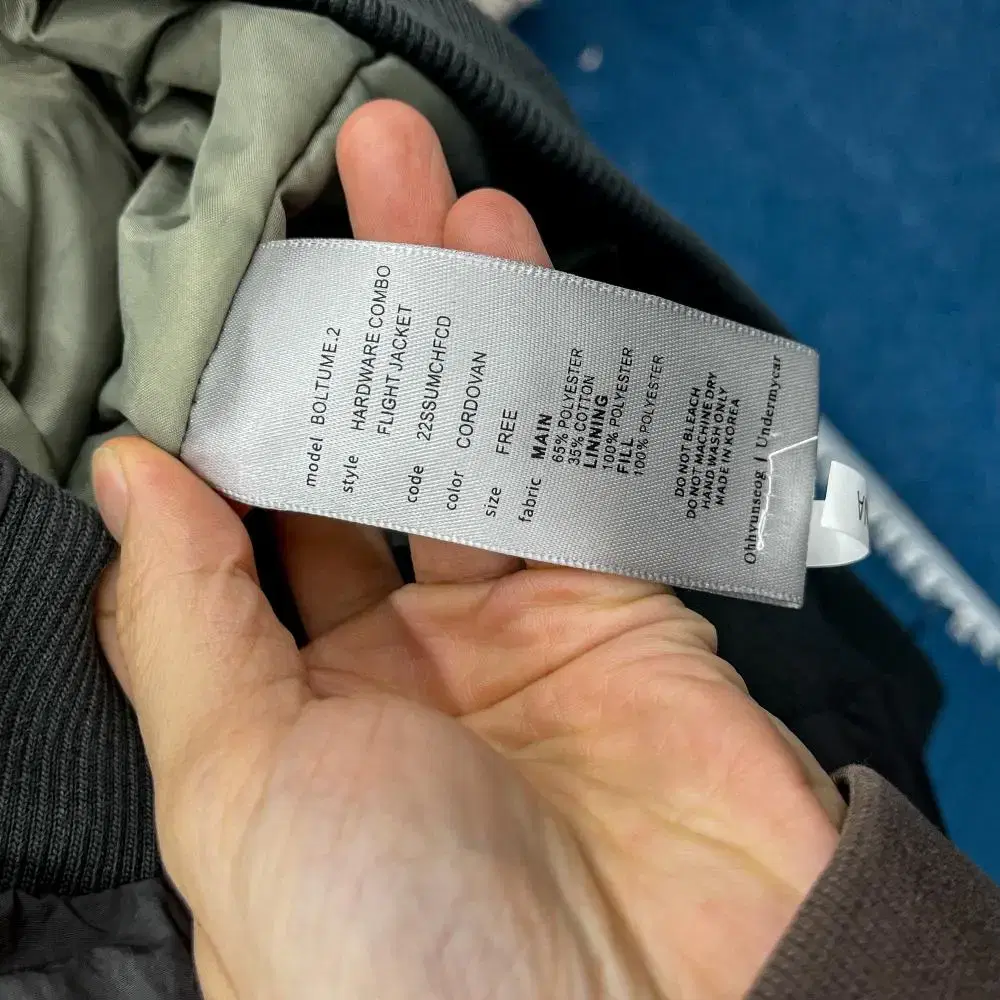 model BOLTUME.2
style HARDWARE COMBO
FLIGHT JACKET
code 22SSUMCHFCD
color CORDOVAN
size FREE
fabric MAIN
65% POLYESTER
35% COTTON
LINNING
100% POLYESTER
FILL
100% POLYESTER
DO NOT BLEACH
DO NOT MACHINE DRY
HAND WASH ONLY
MADE IN KOREA
Ohhyunseog | Undermycar